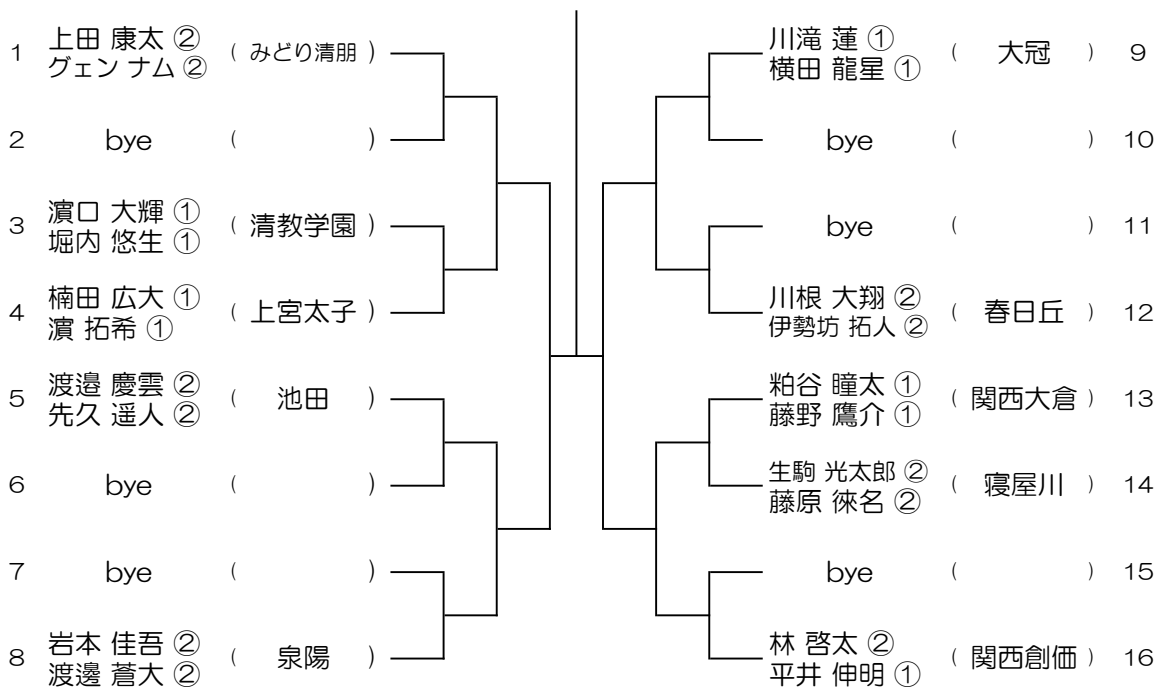 1 上田 康太 ② ( みどり清朋 )
グェン ナム ②
2 bye ( )
3 濵口 大輝 ① ( 清教学園 )
堀内 悠生 ①
4 楠田 広大 ① ( 上宮太子 )
濵 拓希 ①
5 渡邉 慶雲 ② ( 池田 )
先久 遥人 ②
6 bye ( )
7 bye ( )
8 岩本 佳吾 ② ( 泉陽 )
渡邊 蒼大 ②
川滝 蓮 ① ( 大冠 ) 9
横田 龍星 ①
bye ( ) 10
bye ( ) 11
川根 大翔 ② ( 春日丘 ) 12
伊勢坊 拓人 ②
粕谷 瞳太 ① ( 関西大倉 ) 13
藤野 鷹介 ①
生駒 光太郎 ② ( 寝屋川 ) 14
藤原 徠名 ②
bye ( ) 15
林 啓太 ② ( 関西創価 ) 16
平井 伸明 ①